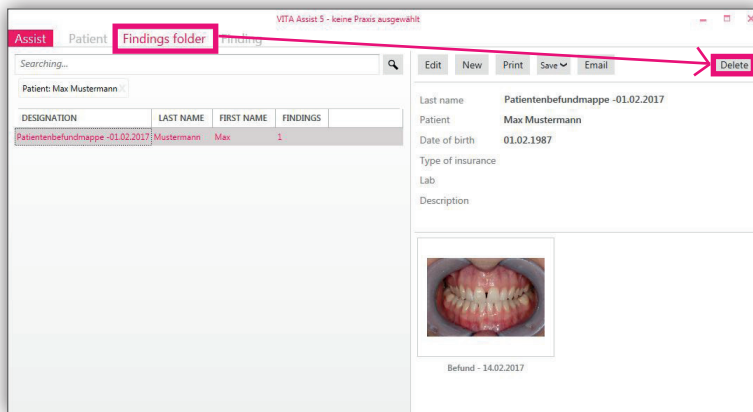 VITA Assist 5 - keine Praxis ausgewählt
Assist Patient Findings folder Finding
Searching...
Patient: Max Mustermann
DESIGNATION LAST NAME FIRST NAME FINDINGS
Patientenbefundmappe -01.02.2017 Mustermann Max 1
Edit New Print Save Email Delete
Last name Patientenbefundmappe -01.02.2017
Patient Max Mustermann
Date of birth 01.02.1987
Type of insurance
Lab
Description
Befund - 14.02.2017